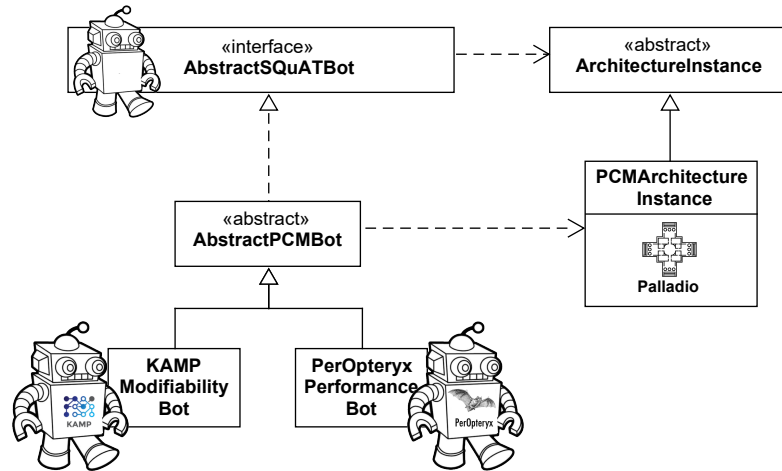 «interface»
AbstractSQuATBot
«abstract»
ArchitectureInstance
PCMArchitecture
Instance
Palladio
«abstract»
AbstractPCMBot
KAMP
Modifiability
Bot
PerOpteryx
Performance
Bot
KAMP
PerOpteryx